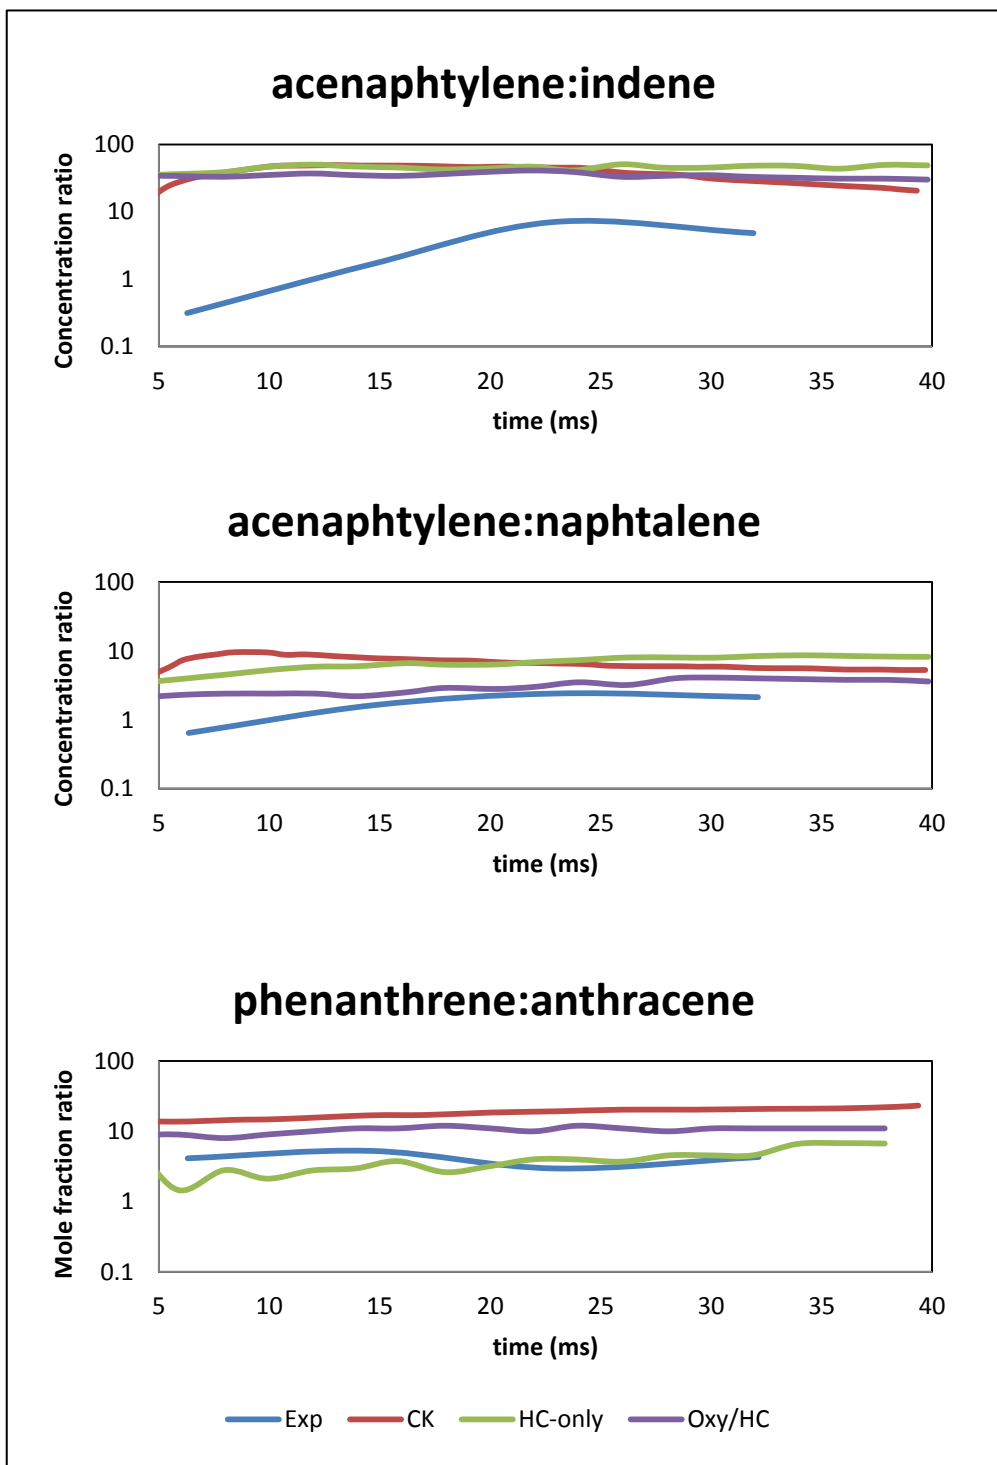 acenaphtylene:indene
Concentration ratio
100
10
1
0.1
5 10 15 20 25 30 35 40
time (ms)
acenaphtylene:naphtalene
Concentration ratio
100
10
1
0.1
5 10 15 20 25 30 35 40
time (ms)
phenanthrene:anthracene
Mole fraction ratio
100
10
1
0.1
5 10 15 20 25 30 35 40
time (ms)
Exp CK HC-only Oxy/HC